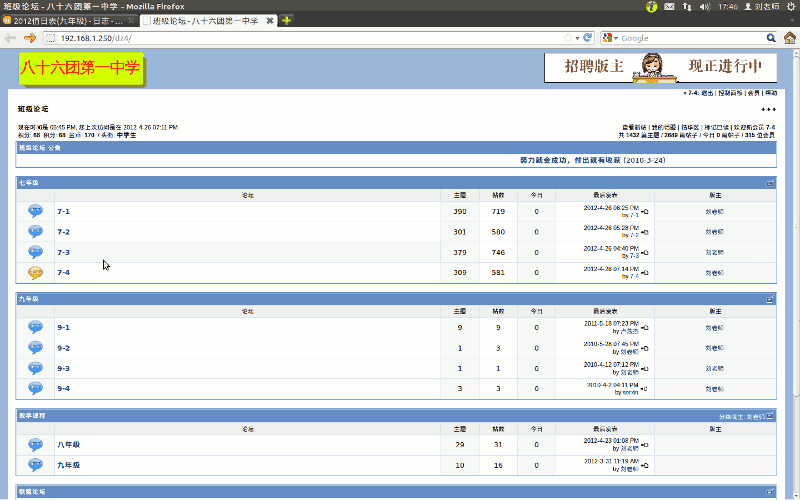 班级论坛 - 八十六团第一中学 - Mozilla Firefox
17:46 刘老师
2012值日表(九年级) - 日志 - ...
班级论坛 - 八十六团第一中学 - ...
192.168.1.250/dz4/
Google
八十六团第一中学
招聘版主 现正进行中
» 7-4: 退出 | 控制面板 | 会员 | 帮助
班级论坛
现在时间是 05:45 PM, 您上次访问是在 2012-4-26 07:11 PM
查看新帖 | 我的话题 | 精华区 | 标记已读 | 欢迎新会员 7-4
积分: 68 积分: 68 金币: 170 / 头衔: 中学生
共 1432 篇主题 / 2689 篇帖子 / 今日 0 篇帖子 / 315 位会员
班级论坛 公告
努力就会成功，付出就有收获 (2010-3-24)
七年级
论坛 主题 帖数 今日 最后发表 版主
7-1 390 719 0 2012-4-26 06:25 PM by 7-1 刘老师
7-2 301 580 0 2012-4-26 05:28 PM by 7-2 刘老师
7-3 379 746 0 2012-4-26 04:40 PM by 7-3 刘老师
7-4 309 581 0 2012-4-26 07:14 PM by 7-4 刘老师
九年级
论坛 主题 帖数 今日 最后发表 版主
9-1 9 9 0 2011-5-18 07:23 PM by 刘老师
9-2 1 3 0 2010-5-28 07:45 PM by 刘老师 刘老师
9-3 1 1 0 2010-4-12 07:12 PM by 刘老师 刘老师
9-4 3 3 0 2010-4-2 04:11 PM by 刘老师
教学课程
分类版主: 刘老师
论坛 主题 帖数 今日 最后发表 版主
八年级 29 31 0 2012-4-23 01:08 PM by 刘老师
九年级 10 16 0 2012-3-31 11:19 AM by 刘老师